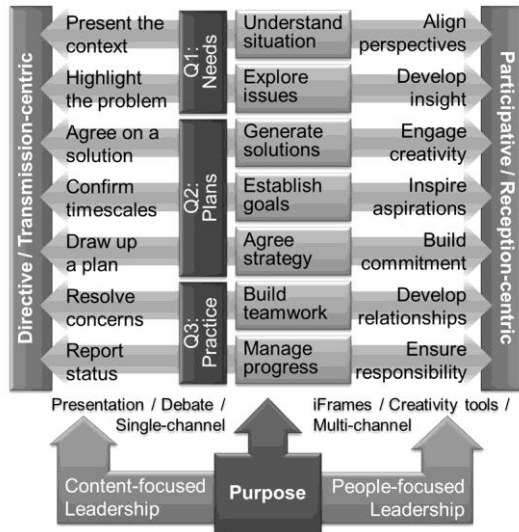 Directive / Transmission-centric
Present the
context
Highlight
the problem
Agree on a
solution
Confirm
timescales
Draw up
a plan
Resolve
concerns
Report
status
Q1:
Needs
Q2:
Plans
Q3:
Practice
Understand
situation
Explore
issues
Generate
solutions
Establish
goals
Agree
strategy
Build
teamwork
Manage
progress
Align
perspectives
Develop
insight
Engage
creativity
Inspire
aspirations
Build
commitment
Develop
relationships
Ensure
responsibility
Participative / Reception-centric
Presentation / Debate /
Single-channel
iFrames / Creativity tools /
Multi-channel
Content-focused
Leadership
Purpose
People-focused
Leadership